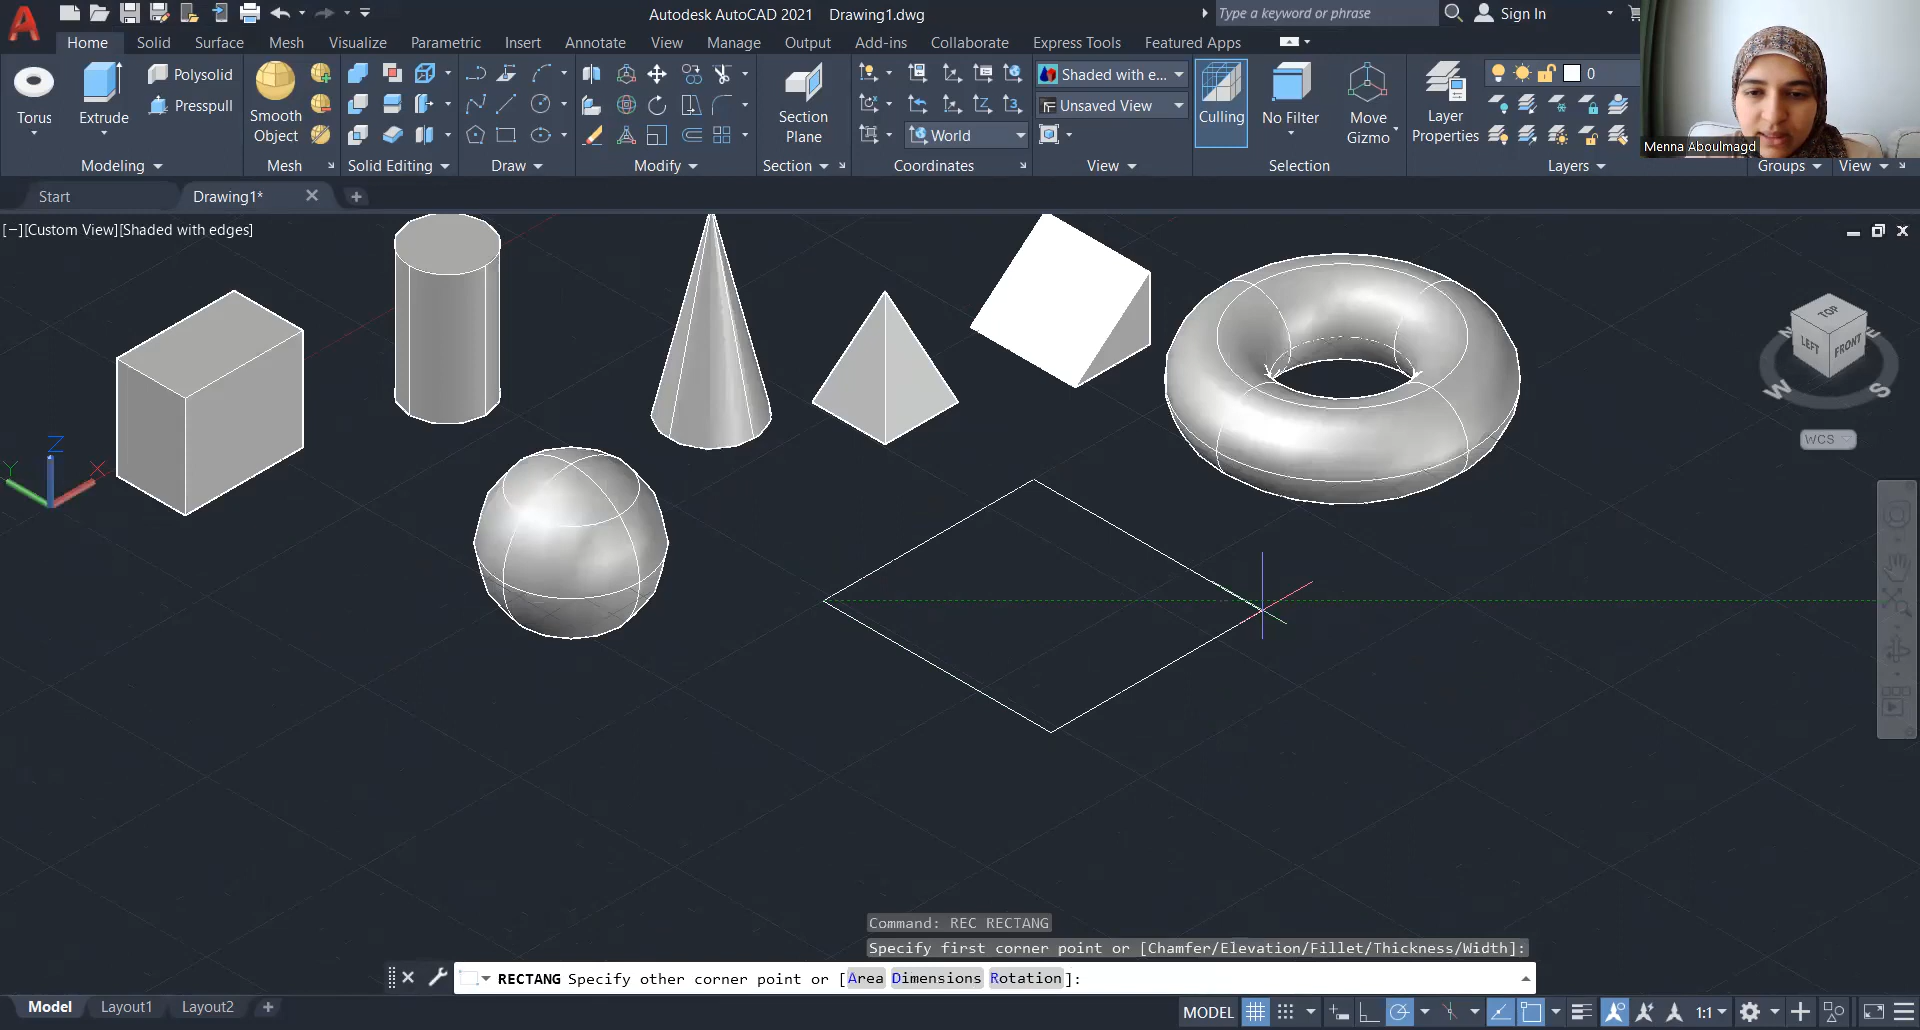 Autodesk AutoCAD 2021 Drawing1.dwg
Type a keyword or phrase
Sign In
Home Solid Surface Mesh Visualize Parametric Insert Annotate View Manage Output Add-ins Collaborate Express Tools Featured Apps
Torus
Extrude
Polysolid
Presspull
Smooth
Object
Section
Plane
World
Shaded with e...
Unsaved View
Culling
No Filter
Move
Gizmo
Layer
Properties
0
Menna Aboulmagd
Modeling
Mesh
Solid Editing
Draw
Modify
Section
Coordinates
View
Selection
Layers
Groups
View
Start
Drawing1*
[−][Custom View][Shaded with edges]
TOP
LEFT
FRONT
N
E
W
S
WCS
Z
Y
X
Command: REC RECTANG
Specify first corner point or [Chamfer/Elevation/Fillet/Thickness/Width]:
RECTANG Specify other corner point or [Area Dimensions Rotation]:
Model Layout1 Layout2
MODEL
1:1